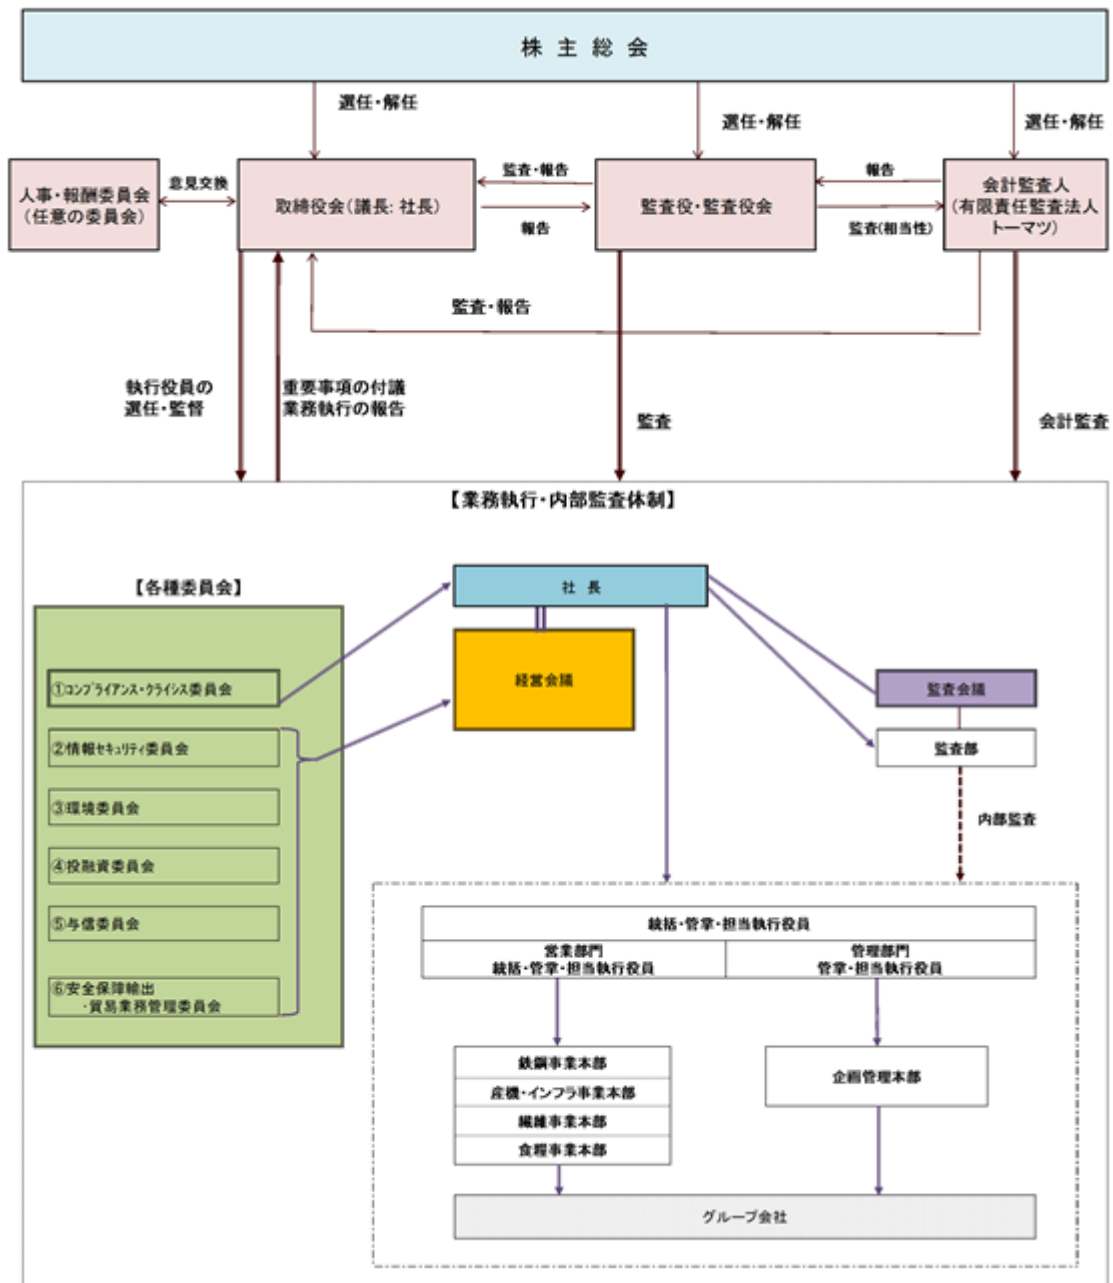 株 主 総 会
選任・解任
選任・解任
選任・解任
人事・報酬委員会
(任意の委員会)
意見交換
取締役会(議長: 社長)
監査・報告
報告
監査役・監査役会
報告
監査(相当性)
会計監査人
(有限責任監査法人
トーマツ)
監査・報告
執行役員の
選任・監督
重要事項の付議
業務執行の報告
監査
会計監査
【業務執行・内部監査体制】
【各種委員会】
社 長
経営会議
①ｺﾝﾌﾟﾗｲｱﾝｽ・ｸﾗｲｼｽ委員会
②情報ｾｷｭﾘﾃｨ委員会
③環境委員会
④投融資委員会
⑤与信委員会
⑥安全保障輸出
・貿易業務管理委員会
監査会議
監査部
内部監査
統括・管掌・担当執行役員
営業部門
統括・管掌・担当執行役員
管理部門
管掌・担当執行役員
鉄鋼事業本部
産機・インフラ事業本部
繊維事業本部
食糧事業本部
企画管理本部
グループ会社